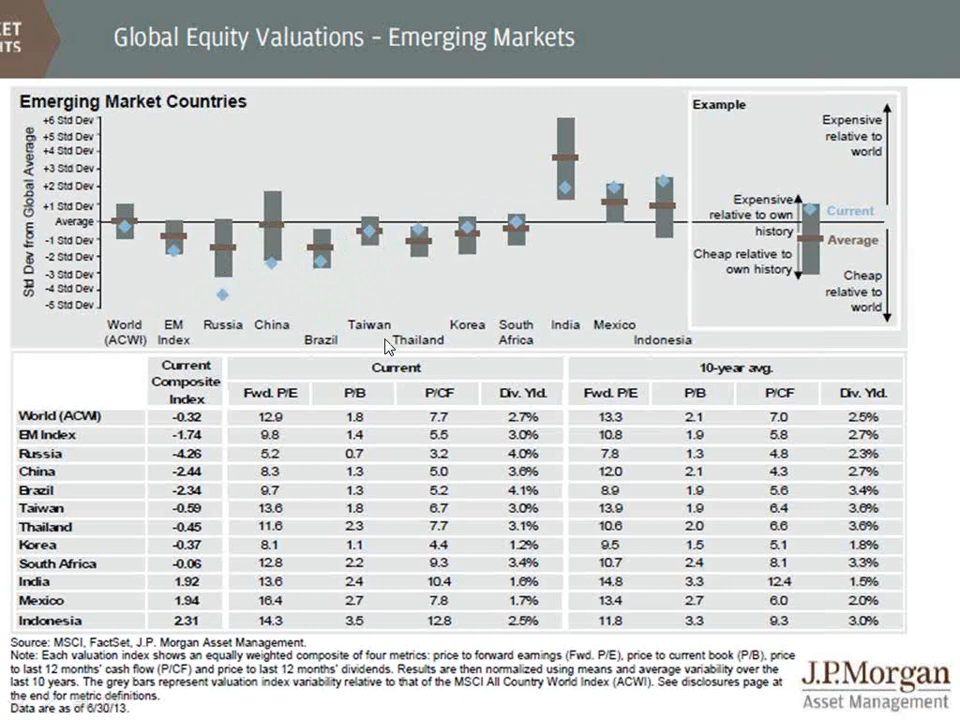 KET
HTS
Global Equity Valuations – Emerging Markets
Emerging Market Countries
Std Dev from Global Average
+6 Std Dev
+5 Std Dev
+4 Std Dev
+3 Std Dev
+2 Std Dev
+1 Std Dev
Average
-1 Std Dev
-2 Std Dev
-3 Std Dev
-4 Std Dev
-5 Std Dev
World (ACWI)
EM Index
Russia
China
Brazil
Taiwan
Thailand
Korea
South Africa
India
Mexico
Indonesia
Example
Expensive
relative to
world
Expensive
relative to own
history
Current
Average
Cheap relative to
own history
Cheap
relative to
world
Current Composite Index
Current
10-year avg.
Fwd. P/E P/B P/CF Div. Yld. Fwd. P/E P/B P/CF Div. Yld.
World (ACWI) -0.32 12.9 1.8 7.7 2.7% 13.3 2.1 7.0 2.5%
EM Index -1.74 9.8 1.4 5.5 3.0% 10.8 1.9 5.8 2.7%
Russia -4.26 5.2 0.7 3.2 4.0% 7.8 1.3 4.8 2.3%
China -2.44 8.3 1.3 5.0 3.6% 12.0 2.1 4.3 2.7%
Brazil -2.34 9.7 1.3 5.2 4.1% 8.9 1.9 5.6 3.4%
Taiwan -0.59 13.6 1.8 6.7 3.0% 13.9 1.9 6.4 3.6%
Thailand -0.45 11.6 2.3 7.7 3.1% 10.6 2.0 6.6 3.6%
Korea -0.37 8.1 1.1 4.4 1.2% 9.5 1.5 5.1 1.8%
South Africa -0.06 12.8 2.2 9.3 3.4% 10.7 2.4 8.1 3.3%
India 1.92 13.6 2.4 10.4 1.6% 14.8 3.3 12.4 1.5%
Mexico 1.94 16.4 2.7 7.8 1.7% 13.4 2.7 6.0 2.0%
Indonesia 2.31 14.3 3.5 12.8 2.5% 11.8 3.3 9.3 3.0%
Source: MSCI, FactSet, J.P. Morgan Asset Management.
Note: Each valuation index shows an equally weighted composite of four metrics: price to forward earnings (Fwd. P/E), price to current book (P/B), price
to last 12 months' cash flow (P/CF) and price to last 12 months' dividends. Results are then normalized using means and average variability over the
last 10 years. The grey bars represent valuation index variability relative to that of the MSCI All Country World Index (ACWI). See disclosures page at
the end for metric definitions.
Data are as of 6/30/13.
J.P.Morgan
Asset Management